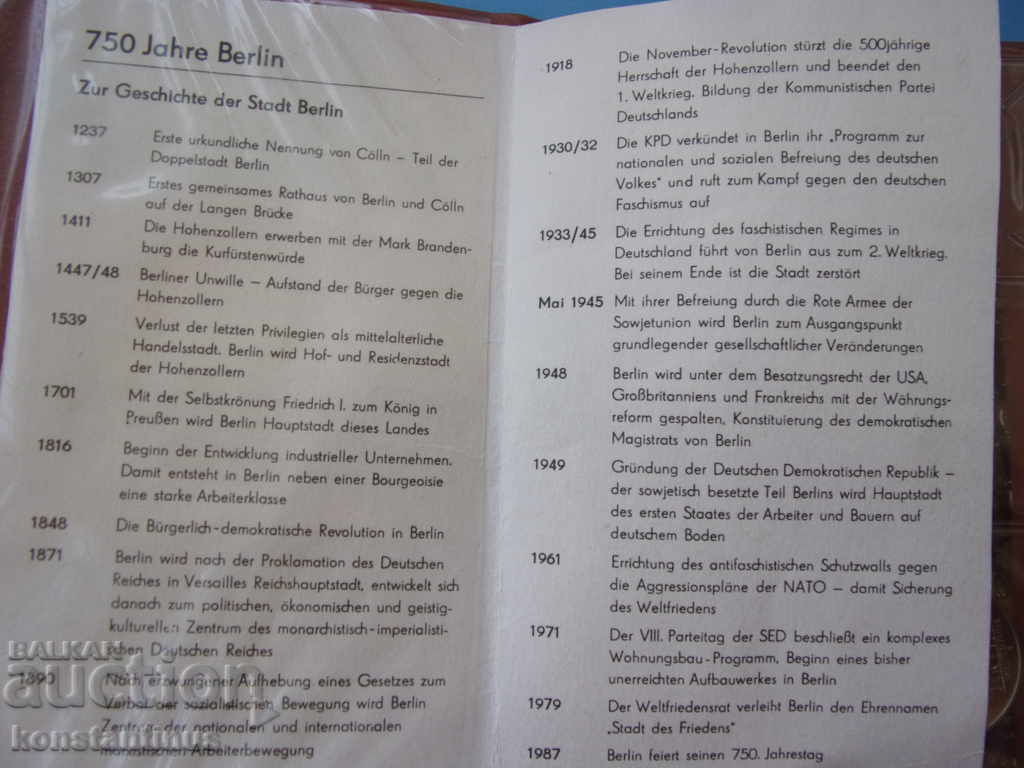 750 Jahre Berlin
Zur Geschichte der Stadt Berlin
1237 Erste urkundliche Nennung von Cölln – Teil der
Doppelstadt Berlin
1307 Erstes gemeinsames Rathaus von Berlin und Cölln
auf der Langen Brücke
1411 Die Hohenzollern erwerben mit der Mark Branden-
burg die Kurfürstenwürde
1447/48 Berliner Unwille – Aufstand der Bürger gegen die
Hohenzollern
1539 Verlust der letzten Privilegien als mittelalterliche
Handelsstadt. Berlin wird Hof- und Residenzstadt
der Hohenzollern
1701 Mit der Selbstkrönung Friedrich I. zum König in
Preußen wird Berlin Hauptstadt dieses Landes
1816 Beginn der Entwicklung industrieller Unternehmen.
Damit entsteht in Berlin neben einer Bourgeoisie
eine starke Arbeiterklasse
1848 Die Bürgerlich-demokratische Revolution in Berlin
1871 Berlin wird nach der Proklamation des Deutschen
Reiches in Versailles Reichshauptstadt, entwickelt sich
danach zum politischen, ökonomischen und geistig-
kulturellen Zentrum des monarchistisch-imperialisti-
schen Deutschen Reiches
1890 Nach erzwungener Aufhebung eines Gesetzes zum
Verbot der sozialistischen Bewegung wird Berlin
Zentrum der nationalen und internationalen
marxistischen Arbeiterbewegung
1918 Die November-Revolution stürzt die 500jährige
Herrschaft der Hohenzollern und beendet den
1. Weltkrieg. Bildung der Kommunistischen Partei
Deutschlands
1930/32 Die KPD verkündet in Berlin ihr „Programm zur
nationalen und sozialen Befreiung des deutschen
Volkes" und ruft zum Kampf gegen den deutschen
Faschismus auf
1933/45 Die Errichtung des faschistischen Regimes in
Deutschland führt von Berlin aus zum 2. Weltkrieg.
Bei seinem Ende ist die Stadt zerstört
Mai 1945 Mit ihrer Befreiung durch die Rote Armee der
Sowjetunion wird Berlin zum Ausgangspunkt
grundlegender gesellschaftlicher Veränderungen
1948 Berlin wird unter dem Besatzungsrecht der USA,
Großbritanniens und Frankreichs mit der Währungs-
reform gespalten. Konstituierung des demokratischen
Magistrats von Berlin
1949 Gründung der Deutschen Demokratischen Republik –
der sowjetisch besetzte Teil Berlins wird Hauptstadt
des ersten Staates der Arbeiter und Bauern auf
deutschem Boden
1961 Errichtung des antifaschistischen Schutzwalls gegen
die Aggressionspläne der NATO – damit Sicherung
des Weltfriedens
1971 Der VIII. Parteitag der SED beschließt ein komplexes
Wohnungsbau-Programm. Beginn eines bisher
unerreichten Aufbauwerkes in Berlin
1979 Der Weltfriedensrat verleiht Berlin den Ehrennamen
„Stadt des Friedens"
1987 Berlin feiert seinen 750. Jahrestag
BALKAN
auction
konstantinus